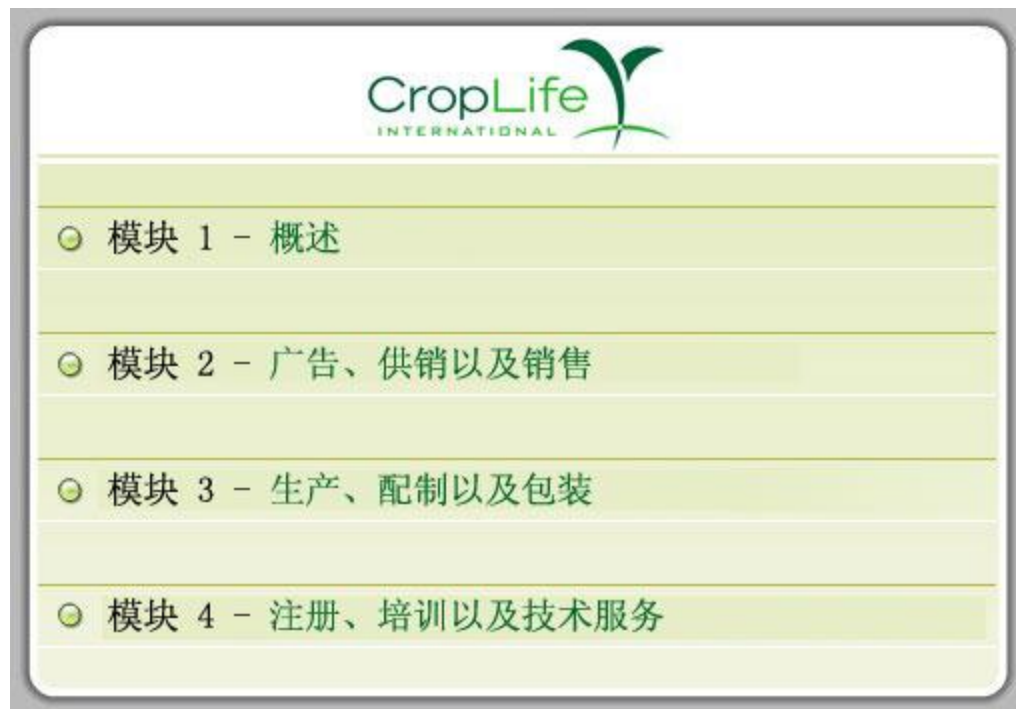 CropLife
INTERNATIONAL
模块 1 - 概述
模块 2 - 广告、供销以及销售
模块 3 - 生产、配制以及包装
模块 4 - 注册、培训以及技术服务